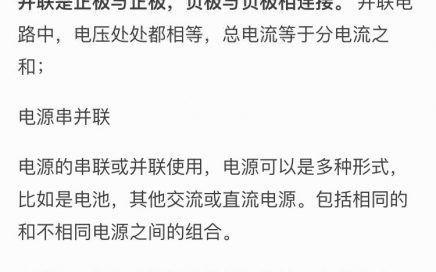 并联是正极与正极，负极与负极相连接。并联电
路中，电压处处都相等，总电流等于分电流之
和；
电源串并联
电源的串联或并联使用，电源可以是多种形式，
比如是电池，其他交流或直流电源。包括相同的
和不相同电源之间的组合。